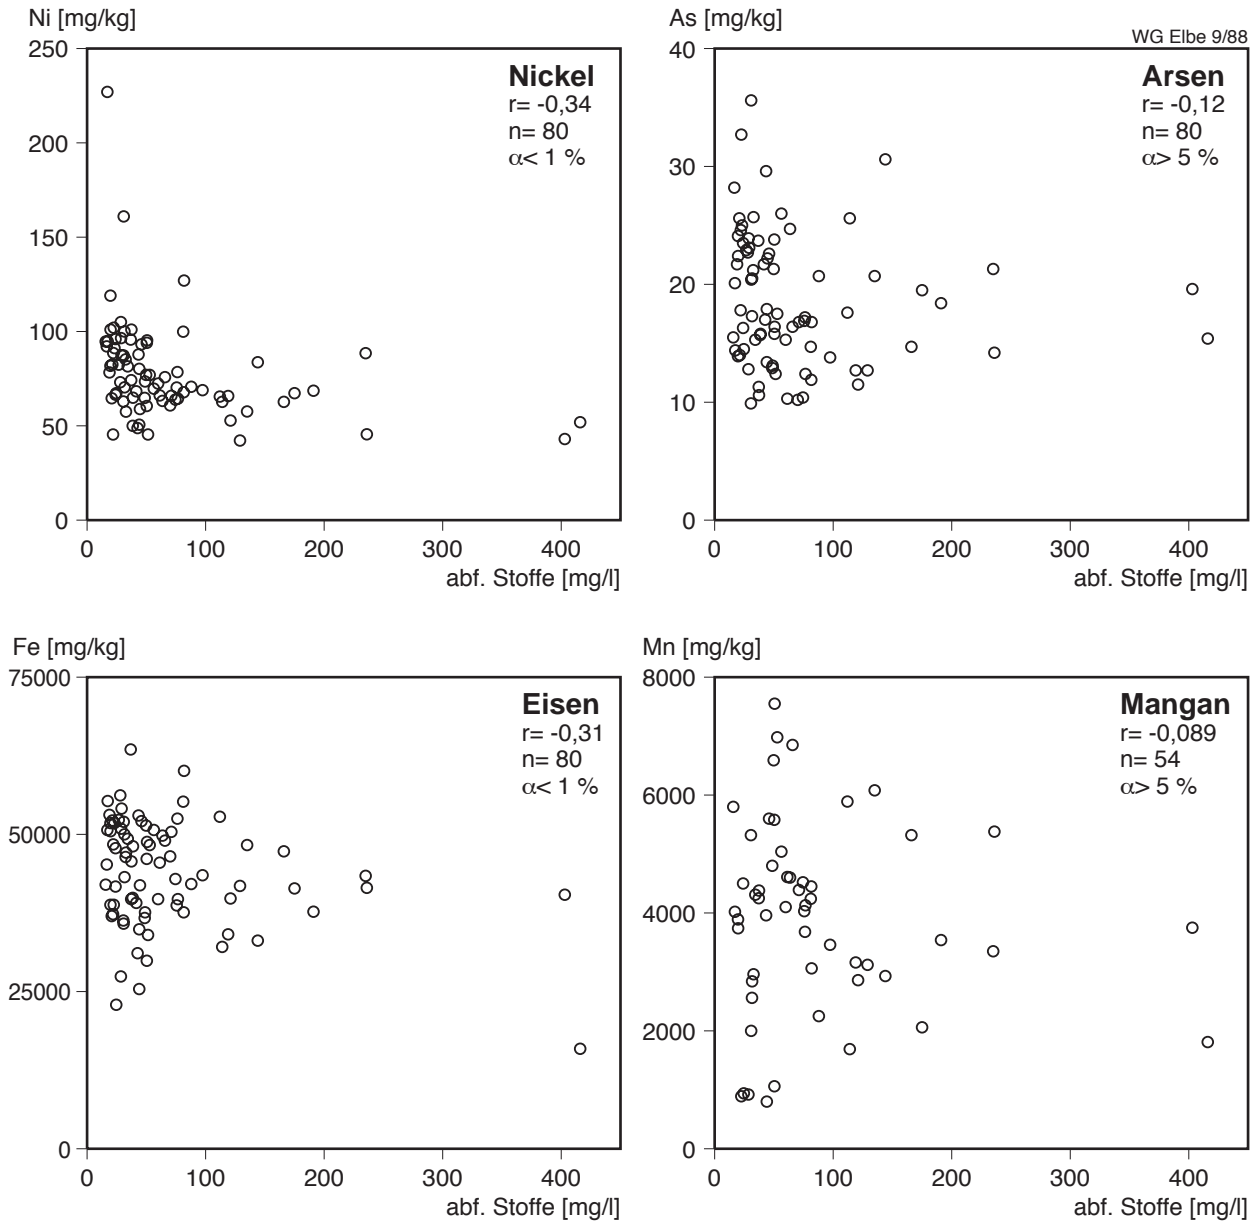 Ni [mg/kg]
250
200
150
100
50
0
0 100 200 300 400
abf. Stoffe [mg/l]
Nickel
r= -0,34
n= 80
α< 1 %
As [mg/kg]
WG Elbe 9/88
40
30
20
10
0
0 100 200 300 400
abf. Stoffe [mg/l]
Arsen
r= -0,12
n= 80
α> 5 %
Fe [mg/kg]
75000
50000
25000
0
0 100 200 300 400
abf. Stoffe [mg/l]
Eisen
r= -0,31
n= 80
α< 1 %
Mn [mg/kg]
8000
6000
4000
2000
0
0 100 200 300 400
abf. Stoffe [mg/l]
Mangan
r= -0,089
n= 54
α> 5 %